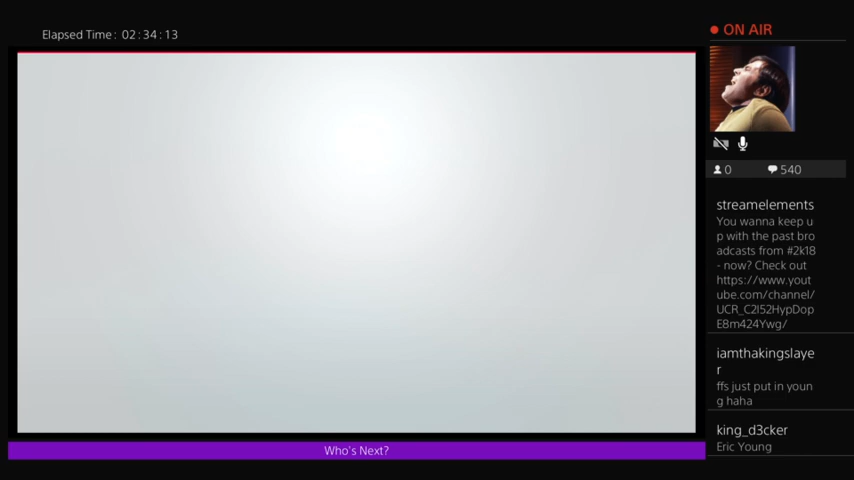 Elapsed Time: 02:34:13
ON AIR
0 540
streamelements
You wanna keep u
p with the past bro
adcasts from #2k18
- now? Check out
https://www.yout
ube.com/channel/
UCR_C2I52HypDop
E8m424Ywg/
iamthakingslaye
r
ffs just put in youn
g haha
king_d3cker
Eric Young
Who's Next?